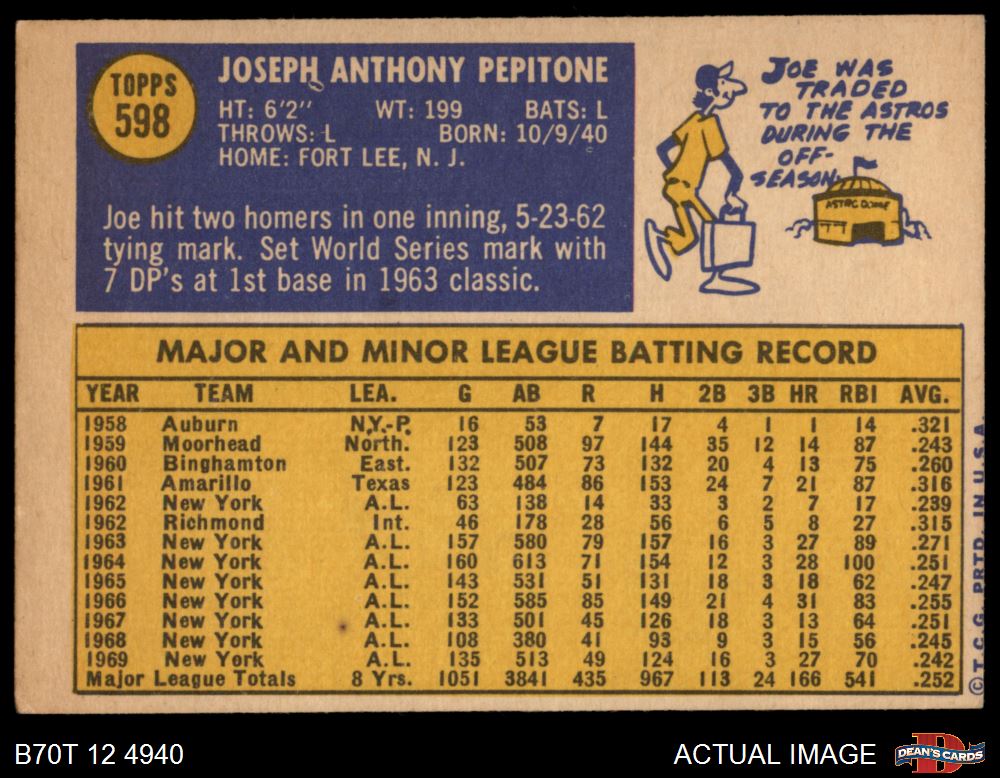 TOPPS
598
JOSEPH ANTHONY PEPITONE
HT: 6'2" WT: 199 BATS: L
THROWS: L BORN: 10/9/40
HOME: FORT LEE, N. J.
Joe hit two homers in one inning, 5-23-62
tying mark. Set World Series mark with
7 DP's at 1st base in 1963 classic.
JOE WAS
TRADED
TO THE ASTROS
DURING THE
OFF-
SEASON.
ASTRO DOME
MAJOR AND MINOR LEAGUE BATTING RECORD
YEAR TEAM LEA. G AB R H 2B 3B HR RBI AVG.
1958 Auburn N.Y.-P. 16 53 7 17 4 1 1 14 .321
1959 Moorhead North. 123 508 97 144 35 12 14 87 .243
1960 Binghamton East. 132 507 73 132 20 4 13 75 .260
1961 Amarillo Texas 123 484 86 153 24 7 21 87 .316
1962 New York A.L. 63 138 14 33 3 2 7 17 .239
1962 Richmond Int. 46 178 28 56 6 5 8 27 .315
1963 New York A.L. 157 580 79 157 16 3 27 89 .271
1964 New York A.L. 160 613 71 154 12 3 28 100 .251
1965 New York A.L. 143 531 51 131 18 3 18 62 .247
1966 New York A.L. 152 585 85 149 21 4 31 83 .255
1967 New York A.L. 133 501 45 126 18 3 13 64 .251
1968 New York A.L. 108 380 41 93 9 3 15 56 .245
1969 New York A.L. 135 513 49 124 16 3 27 70 .242
Major League Totals 8 Yrs. 1051 3841 435 967 113 24 166 541 .252
©T.C.G. PRTD. IN U.S.A.
B70T 12 4940
ACTUAL IMAGE
DEAN'S CARDS